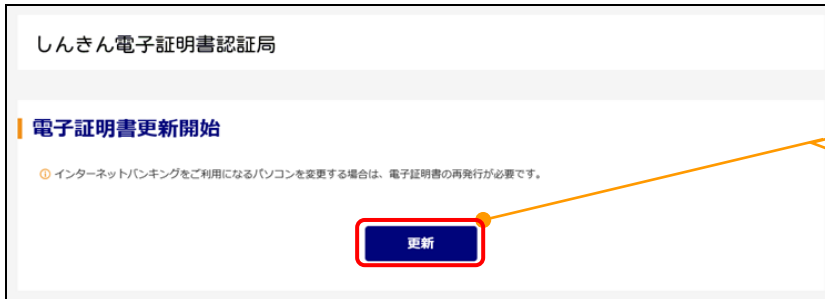 しんきん電子証明書認証局
電子証明書更新開始
インターネットバンキングをご利用になるパソコンを変更する場合は、電子証明書の再発行が必要です。
更新